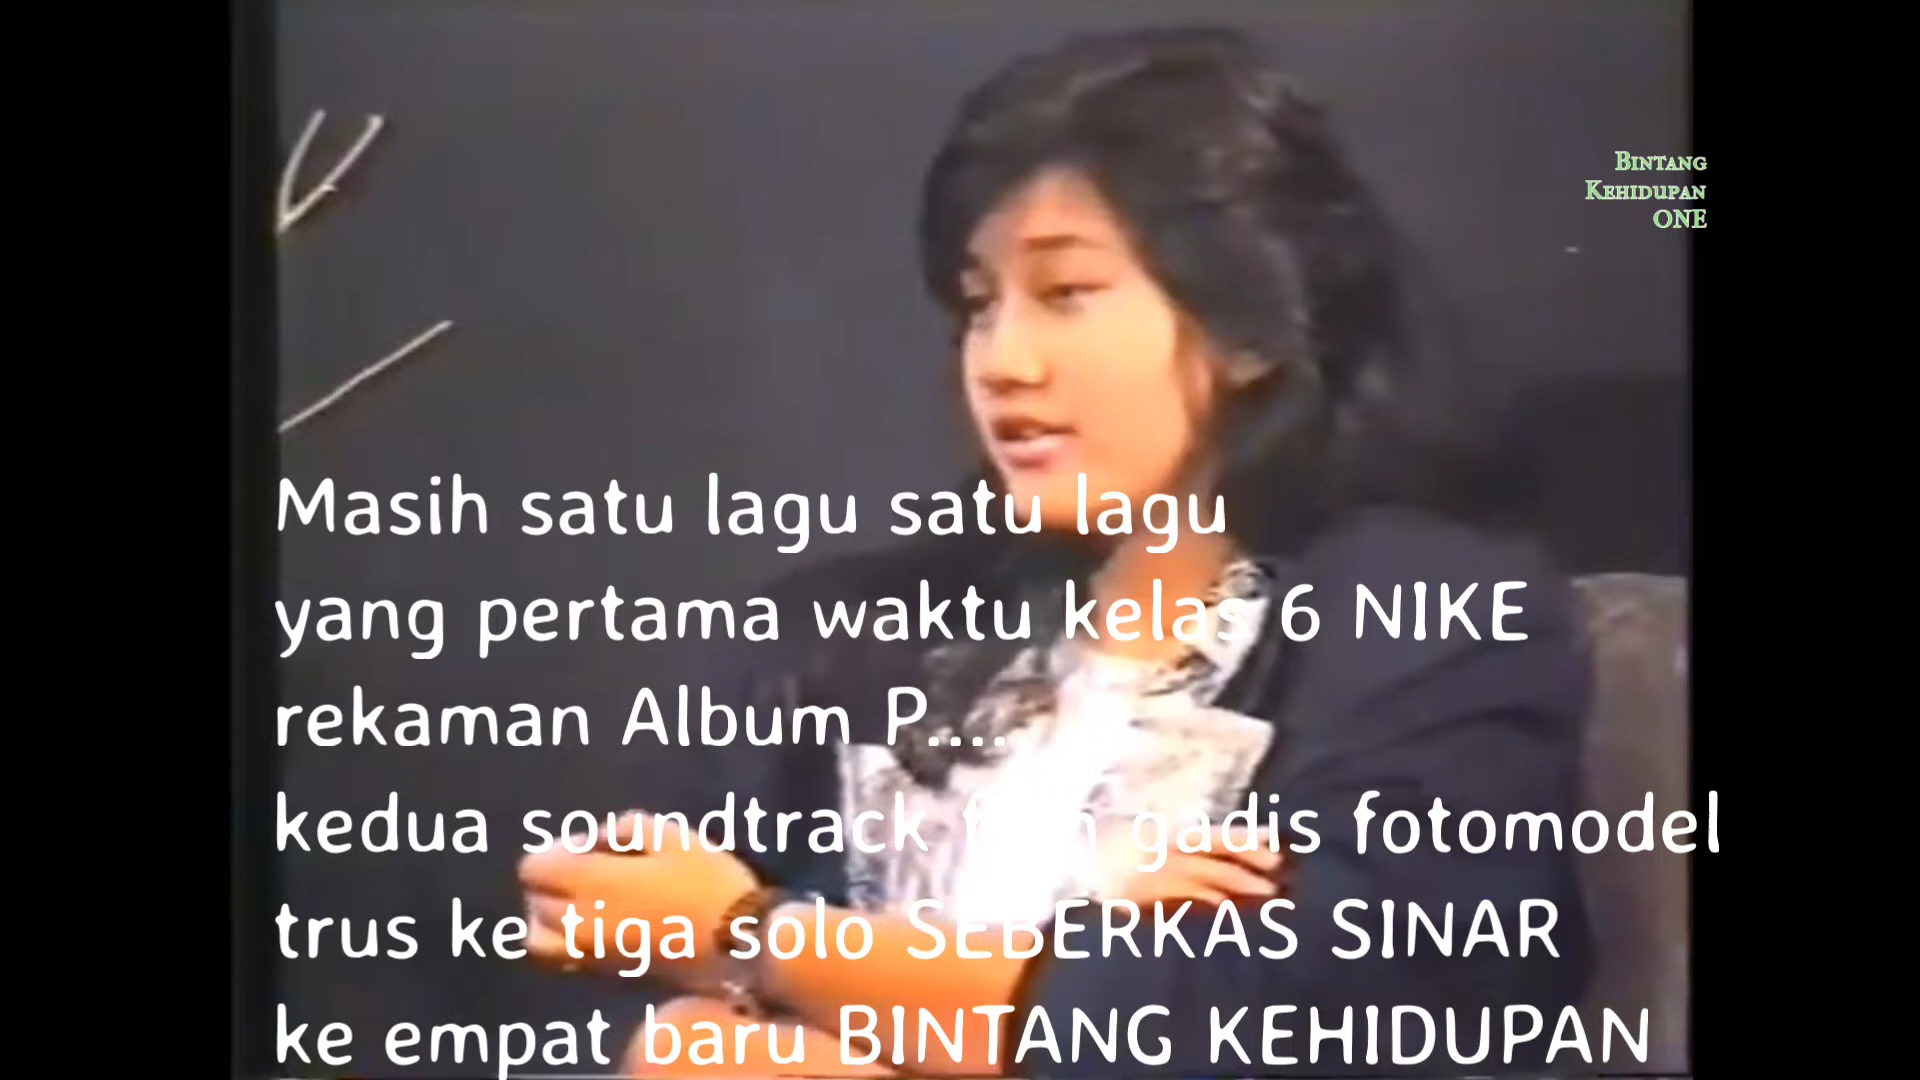 Bintang
Kehidupan
ONE
Masih satu lagu satu lagu
yang pertama waktu kelas 6 NIKE
rekaman Album P.....
kedua soundtrack gadis fotomodel
trus ke tiga solo SEBERKAS SINAR
ke empat baru BINTANG KEHIDUPAN